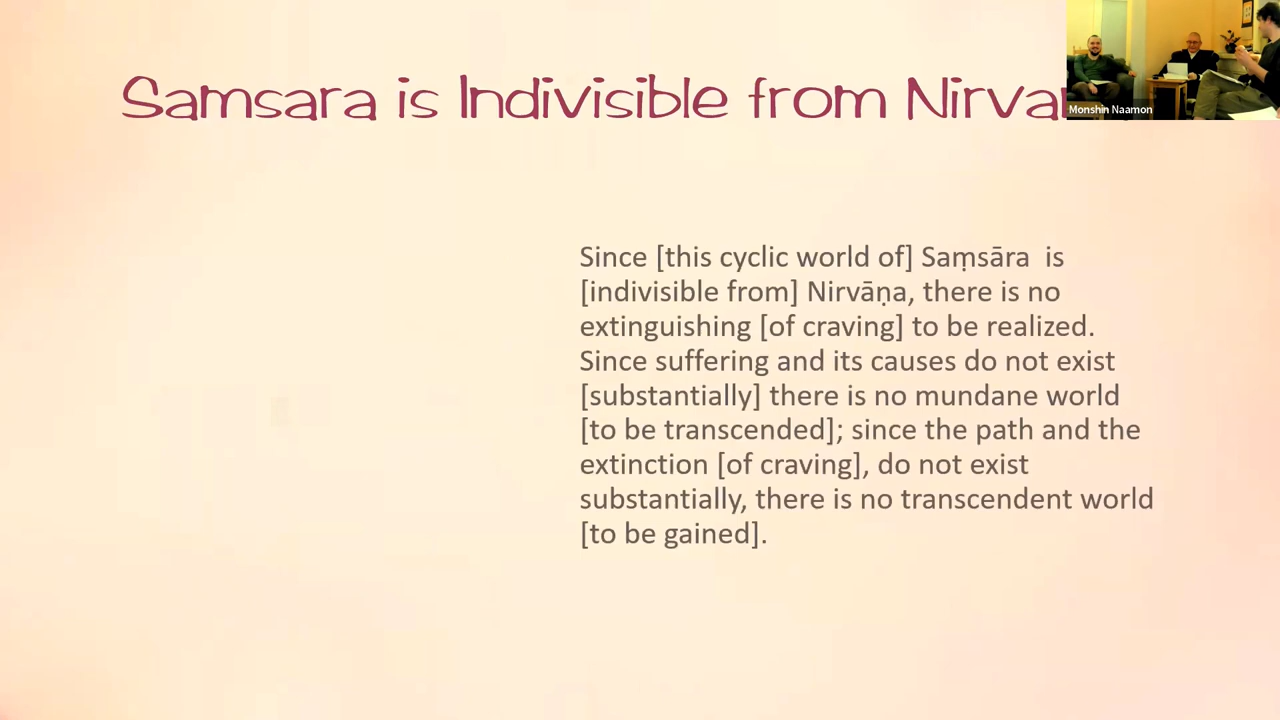 Samsara is Indivisible from
Monshin Naamon
Since [this cyclic world of] Saṃsāra is
[indivisible from] Nirvāṇa, there is no
extinguishing [of craving] to be realized.
Since suffering and its causes do not exist
[substantially] there is no mundane world
[to be transcended]; since the path and the
extinction [of craving], do not exist
substantially, there is no transcendent world
[to be gained].